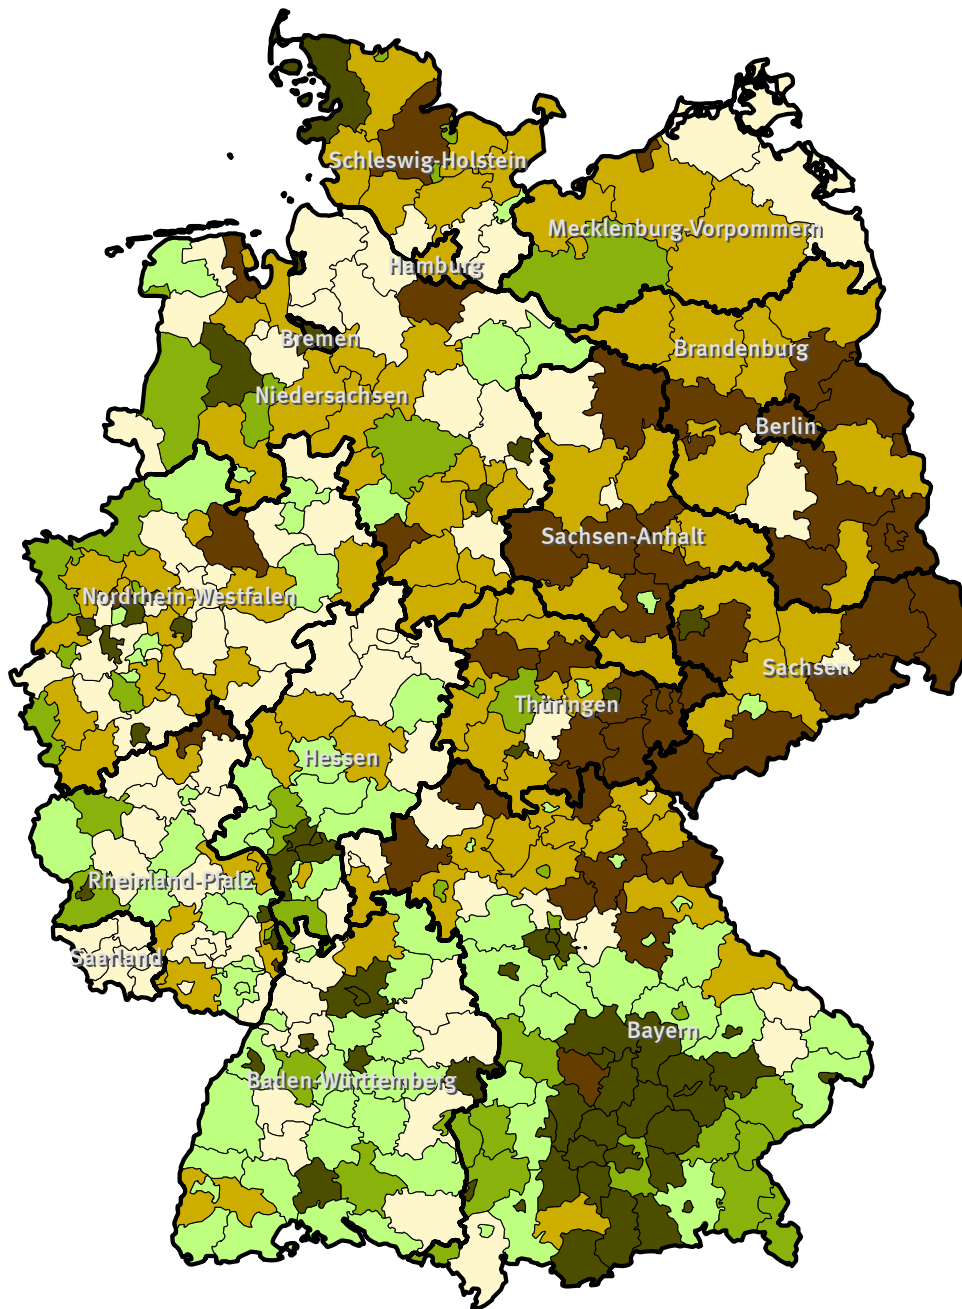 Schleswig-Holstein
Mecklenburg-Vorpommern
Hamburg
Bremen
Brandenburg
Niedersachsen
Berlin
Sachsen-Anhalt
Nordrhein-Westfalen
Sachsen
Thüringen
Hessen
Rheinland-Pfalz
Saarland
Bayern
Baden-Württemberg